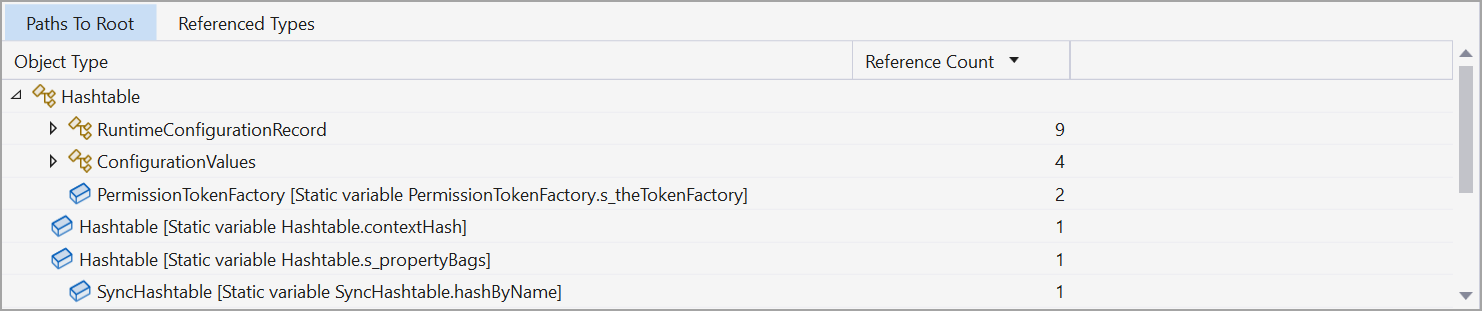 Paths To Root Referenced Types
Object Type Reference Count
Hashtable
RuntimeConfigurationRecord 9
ConfigurationValues 4
PermissionTokenFactory [Static variable PermissionTokenFactory.s_theTokenFactory] 2
Hashtable [Static variable Hashtable.contextHash] 1
Hashtable [Static variable Hashtable.s_propertyBags] 1
SyncHashtable [Static variable SyncHashtable.hashByName] 1